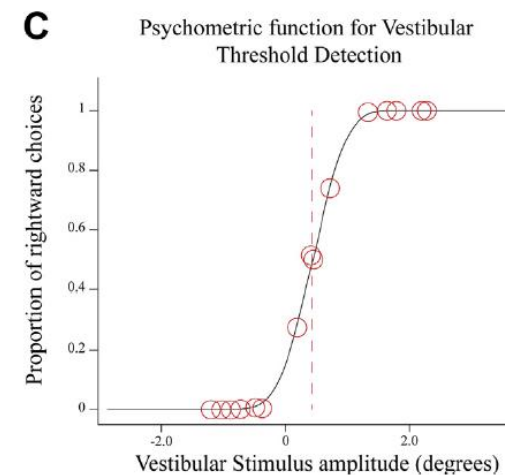 C
Psychometric function for Vestibular
Threshold Detection
Proportion of rightward choices
1
0.8
0.6
0.4
0.2
0
-2.0 0 2.0
Vestibular Stimulus amplitude (degrees)